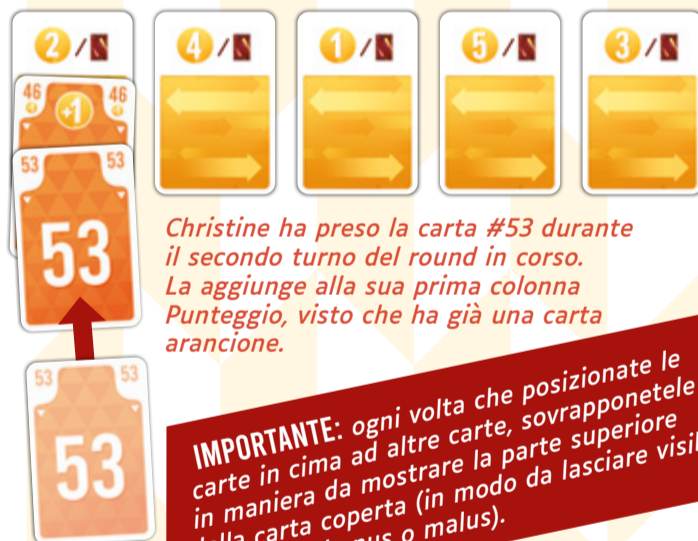 2 / 4 / 1 / 5 / 3 /
46 +1 46
53 53
53
Christine ha preso la carta #53 durante
il secondo turno del round in corso.
La aggiunge alla sua prima colonna
Punteggio, visto che ha già una carta
arancione.
53 53
53
IMPORTANTE: ogni volta che posizionate le
carte in cima ad altre carte, sovrapponetele
in maniera da mostrare la parte superiore
della carta coperta (in modo da lasciare
o malus).